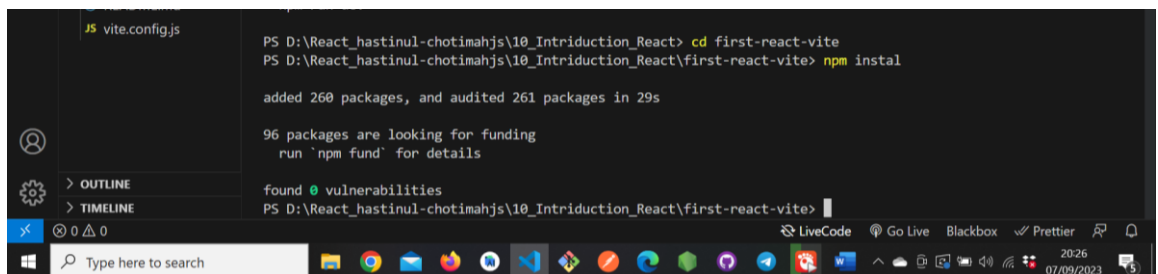 JS vite.config.js
PS D:\React_hastinul-chotimahjs\10_Intriduction_React> cd first-react-vite
PS D:\React_hastinul-chotimahjs\10_Intriduction_React\first-react-vite> npm instal
added 260 packages, and audited 261 packages in 29s
96 packages are looking for funding
run `npm fund` for details
found 0 vulnerabilities
PS D:\React_hastinul-chotimahjs\10_Intriduction_React\first-react-vite>
> OUTLINE
> TIMELINE
0 0 LiveCode Go Live Blackbox Prettier
Type here to search 20:26
07/09/2023 5